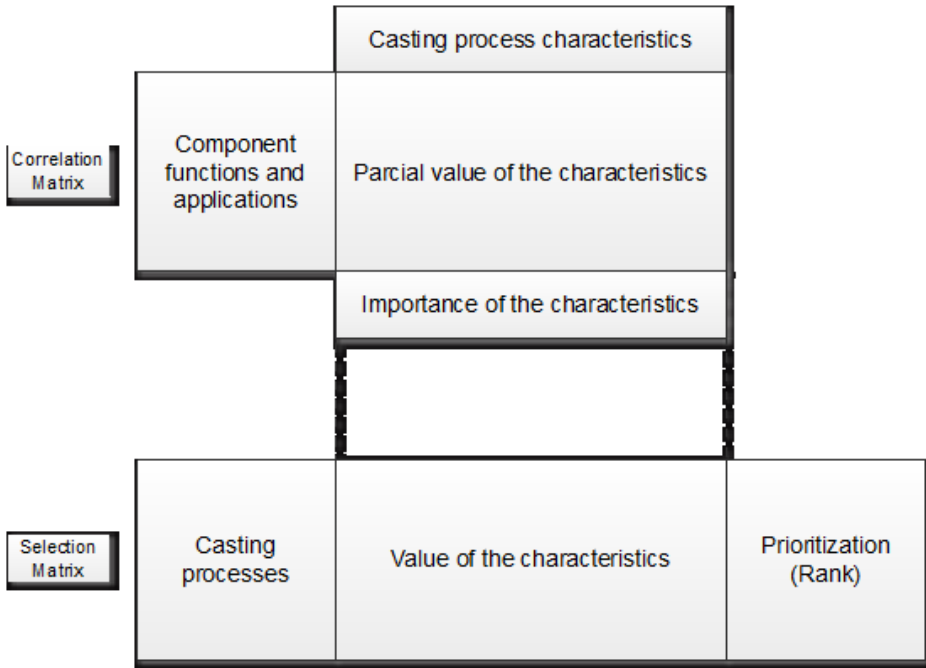 Casting process characteristics
Correlation
Matrix
Component
functions and
applications
Parcial value of the characteristics
Importance of the characteristics
Selection
Matrix
Casting
processes
Value of the characteristics
Prioritization
(Rank)